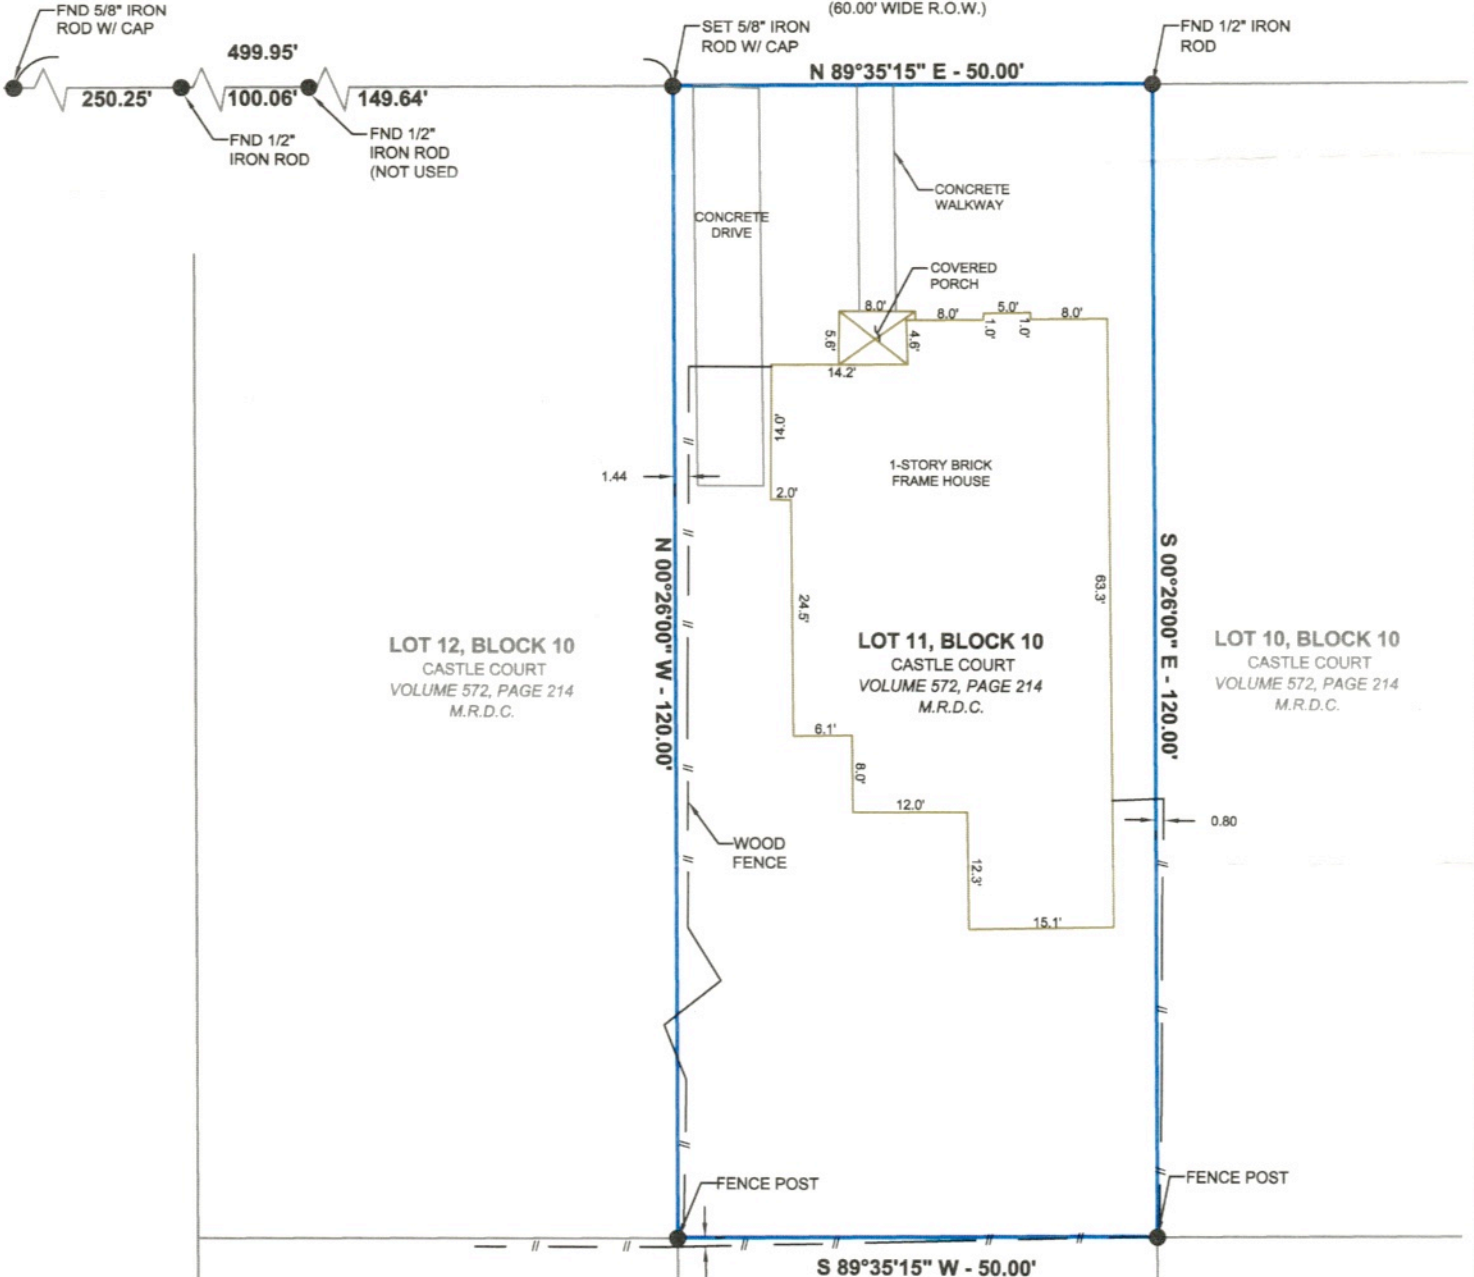 (60.00' WIDE R.O.W.)
FND 5/8" IRON
ROD W/ CAP
SET 5/8" IRON
ROD W/ CAP
FND 1/2" IRON
ROD
499.95'
N 89°35'15" E - 50.00'
250.25'
100.06'
149.64'
FND 1/2"
IRON ROD
FND 1/2"
IRON ROD
(NOT USED
CONCRETE
WALKWAY
CONCRETE
DRIVE
COVERED
PORCH
8.0'
8.0'
5.0'
8.0'
5.6'
4.6'
1.0'
1.0'
14.2'
14.0'
1-STORY BRICK
FRAME HOUSE
1.44
2.0'
N 00°26'00" W - 120.00'
24.5'
63.3'
S 00°26'00" E - 120.00'
LOT 12, BLOCK 10
CASTLE COURT
VOLUME 572, PAGE 214
M.R.D.C.
LOT 11, BLOCK 10
CASTLE COURT
VOLUME 572, PAGE 214
M.R.D.C.
LOT 10, BLOCK 10
CASTLE COURT
VOLUME 572, PAGE 214
M.R.D.C.
6.1'
8.0'
12.0'
0.80
WOOD
FENCE
12.3'
15.1'
FENCE POST
FENCE POST
S 89°35'15" W - 50.00'